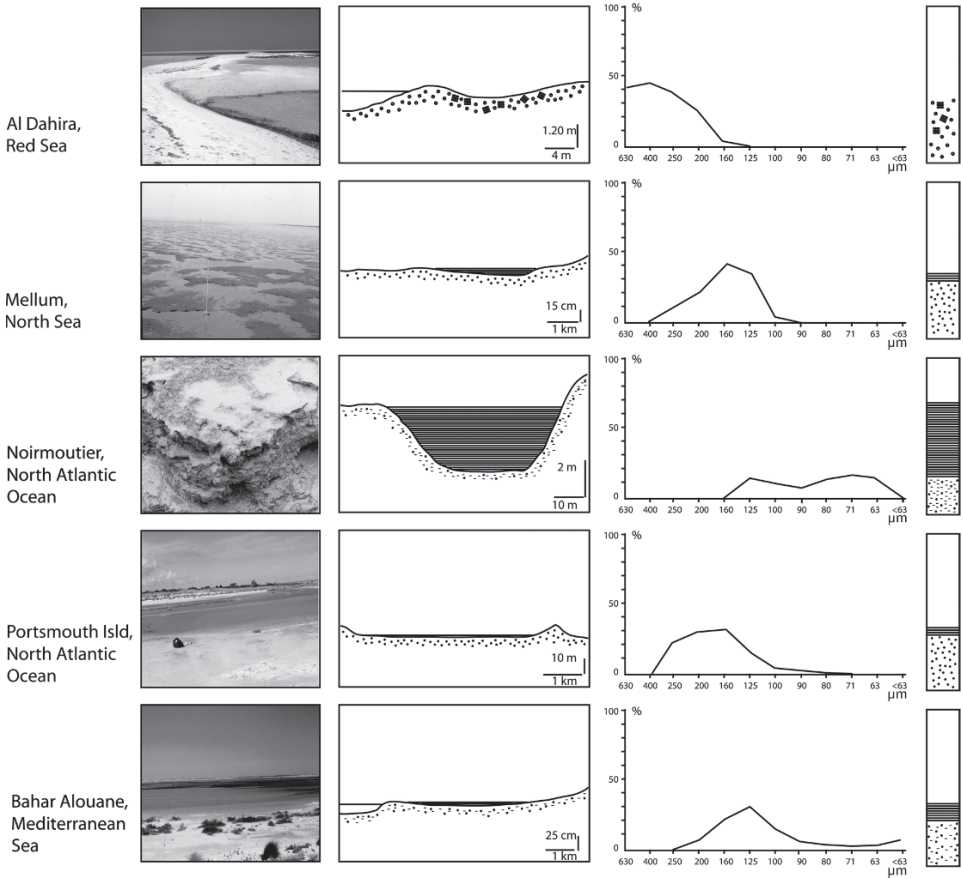 Al Dahira,
Red Sea
1.20 m
4 m
100 %
50
0
630 400 250 200 160 125 100 90 80 71 63 <63
µm
Mellum,
North Sea
15 cm
1 km
100 %
50
0
630 400 250 200 160 125 100 90 80 71 63 <63
µm
Noirmoutier,
North Atlantic
Ocean
2 m
10 m
100 %
50
0
630 400 250 200 160 125 100 90 80 71 63 <63
µm
Portsmouth Isld,
North Atlantic
Ocean
10 m
1 km
100 %
50
0
630 400 250 200 160 125 100 90 80 71 63 <63
µm
Bahar Alouane,
Mediterranean
Sea
25 cm
1 km
100 %
50
0
630 400 250 200 160 125 100 90 80 71 63 <63
µm